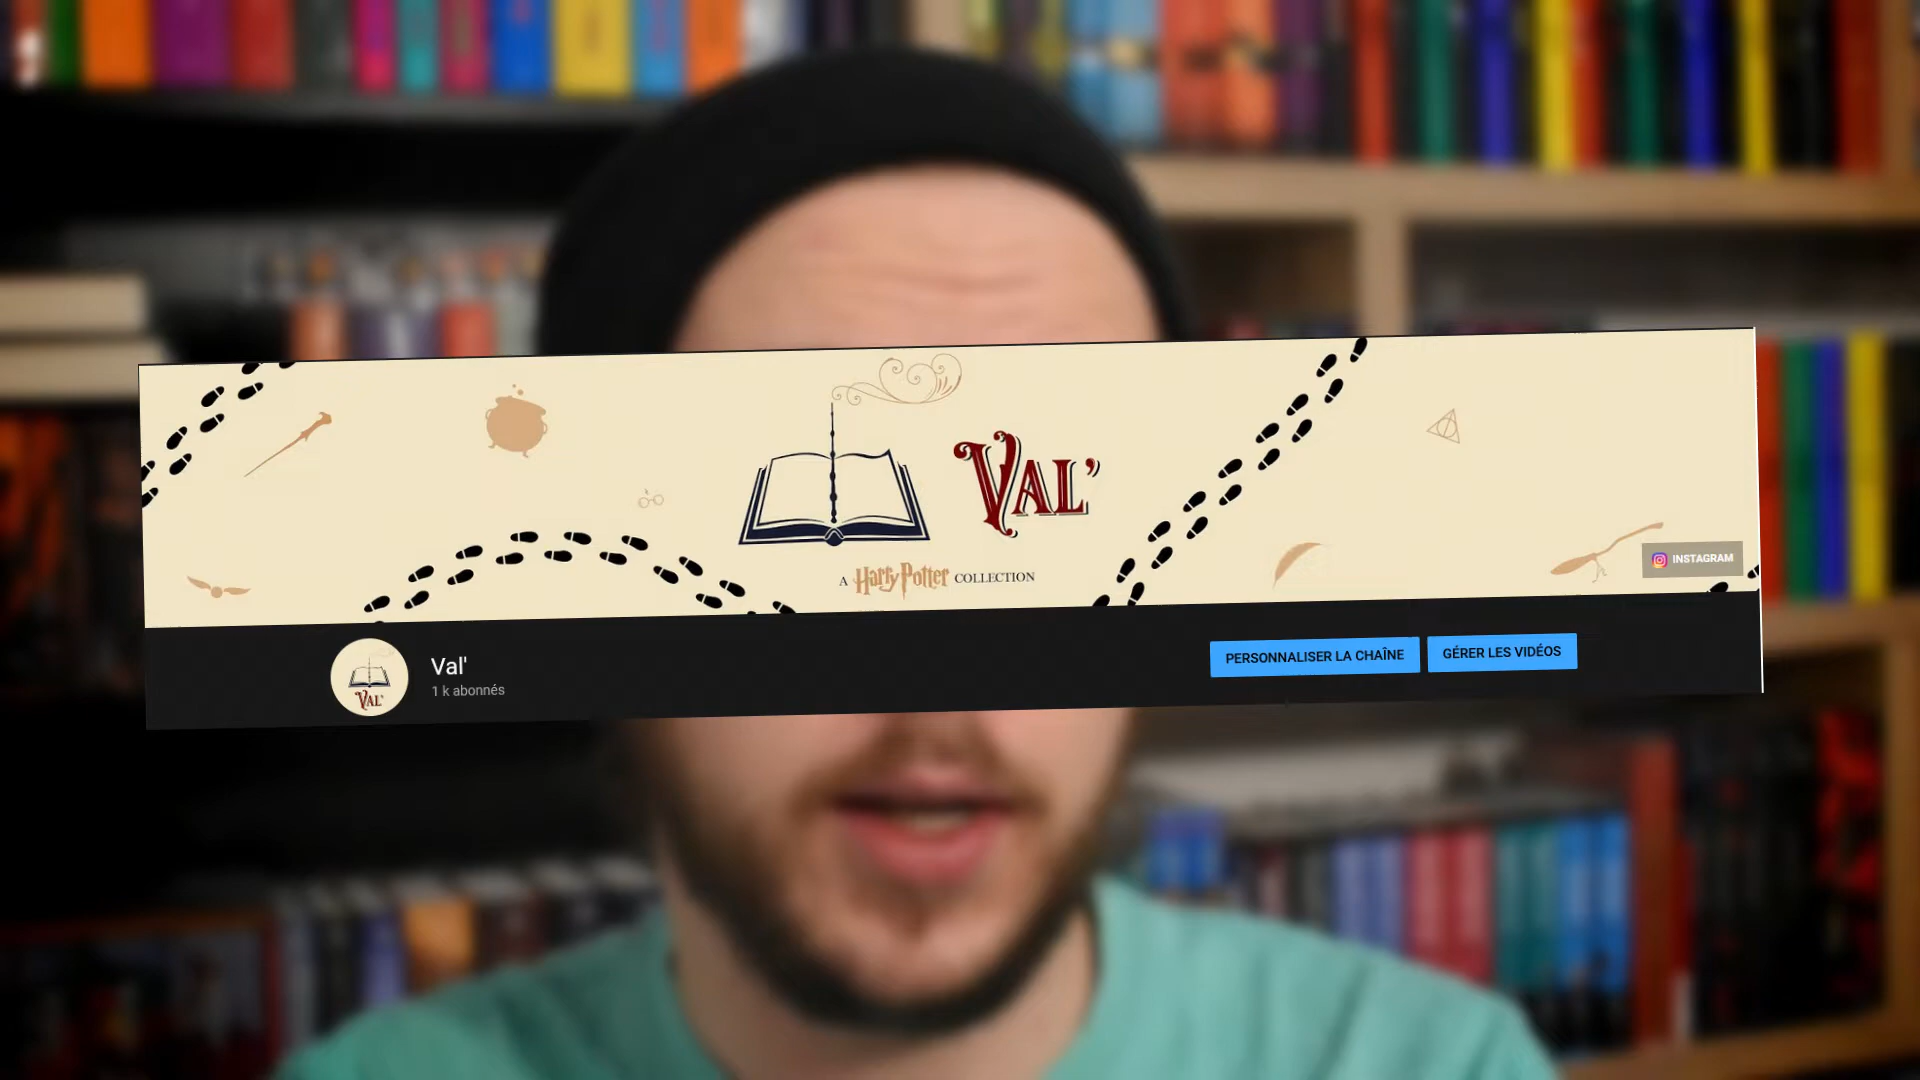 VAL'
A Harry Potter COLLECTION
INSTAGRAM
VAL'
Val'
1 k abonnés
PERSONNALISER LA CHAÎNE
GÉRER LES VIDÉOS